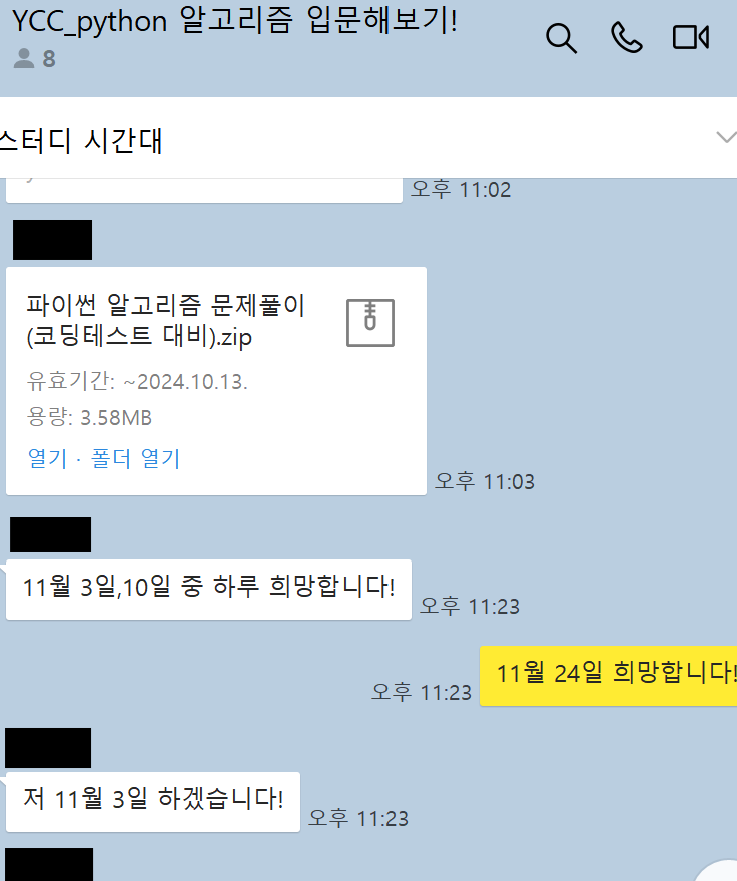 YCC_python 알고리즘 입문해보기!
8
스터디 시간대
오후 11:02
파이썬 알고리즘 문제풀이
(코딩테스트 대비).zip
유효기간: ~2024.10.13.
용량: 3.58MB
열기 · 폴더 열기
오후 11:03
11월 3일,10일 중 하루 희망합니다!
오후 11:23
11월 24일 희망합니다!
오후 11:23
저 11월 3일 하겠습니다!
오후 11:23